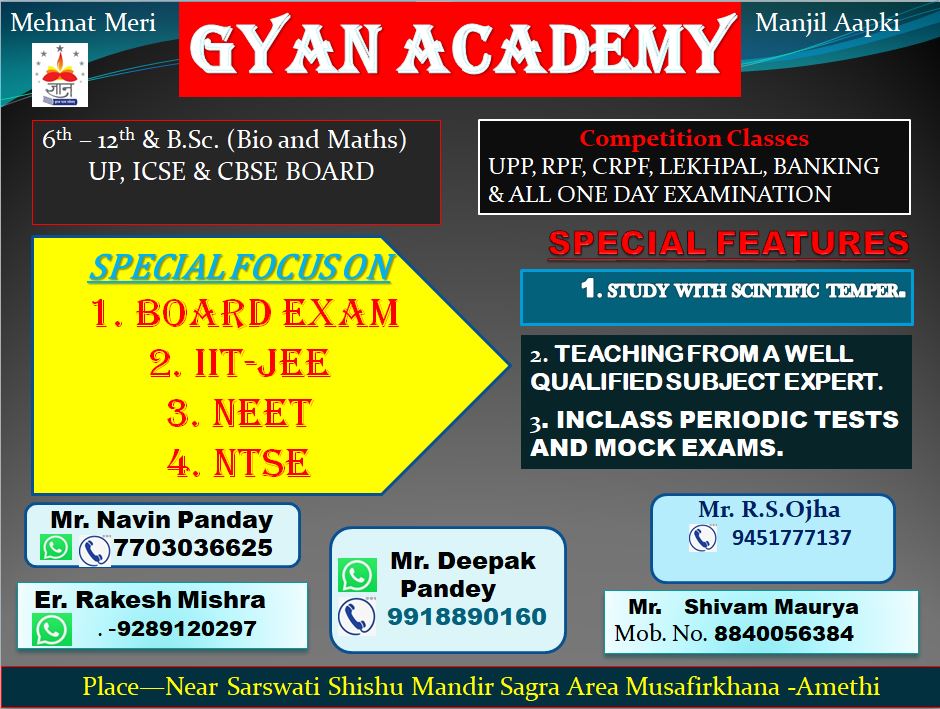 Mehnat Meri
GYAN ACADEMY
Manjil Aapki
ज्ञान
6th – 12th & B.Sc. (Bio and Maths)
UP, ICSE & CBSE BOARD
Competition Classes
UPP, RPF, CRPF, LEKHPAL, BANKING
& ALL ONE DAY EXAMINATION
SPECIAL FOCUS ON
1. BOARD EXAM
2. IIT-JEE
3. NEET
4. NTSE
SPECIAL FEATURES
1. STUDY WITH SCINTIFIC TEMPER.
2. TEACHING FROM A WELL
QUALIFIED SUBJECT EXPERT.
3. INCLASS PERIODIC TESTS
AND MOCK EXAMS.
Mr. Navin Panday
7703036625
Er. Rakesh Mishra
. -9289120297
Mr. Deepak
Pandey
9918890160
Mr. R.S.Ojha
9451777137
Mr. Shivam Maurya
Mob. No. 8840056384
Place—Near Sarswati Shishu Mandir Sagra Area Musafirkhana -Amethi